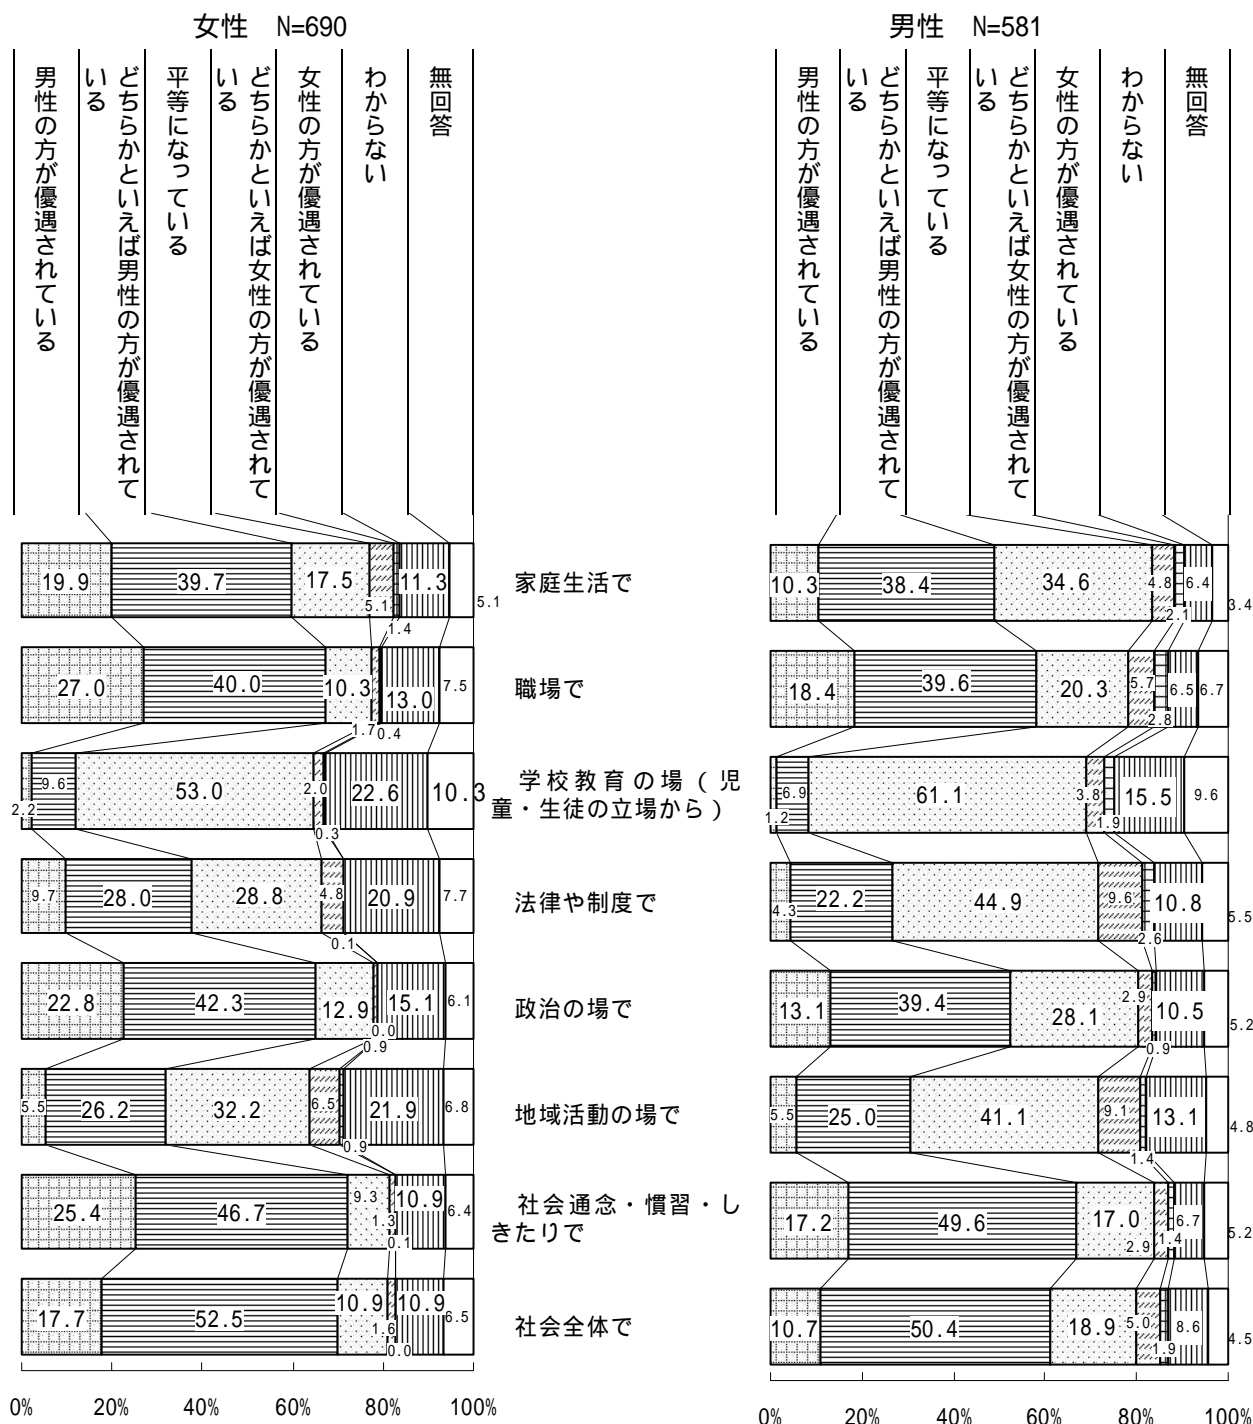 女性 N=690
男性の方が優遇されている
どちらかといえば男性の方が優遇されて
いる
平等になっている
どちらかといえば女性の方が優遇されて
いる
女性の方が優遇されている
わからない
無回答
男性 N=581
男性の方が優遇されている
どちらかといえば男性の方が優遇されて
いる
平等になっている
どちらかといえば女性の方が優遇されて
いる
女性の方が優遇されている
わからない
無回答
19.9 39.7 17.5 5.1 1.4 11.3 5.1
家庭生活で
10.3 38.4 34.6 4.8 2.1 6.4 3.4
27.0 40.0 10.3 1.7 0.4 13.0 7.5
職場で
18.4 39.6 20.3 5.7 2.8 6.5 6.7
2.2 9.6 53.0 2.0 0.3 22.6 10.3
学校教育の場（児
童・生徒の立場から）
1.2 6.9 61.1 3.8 1.9 15.5 9.6
9.7 28.0 28.8 4.8 0.1 20.9 7.7
法律や制度で
4.3 22.2 44.9 9.6 2.6 10.8 5.5
22.8 42.3 12.9 0.9 0.0 15.1 6.1
政治の場で
13.1 39.4 28.1 2.9 0.9 10.5 5.2
5.5 26.2 32.2 6.5 0.9 21.9 6.8
地域活動の場で
5.5 25.0 41.1 9.1 1.4 13.1 4.8
25.4 46.7 9.3 1.3 0.1 10.9 6.4
社会通念・慣習・し
きたりで
17.2 49.6 17.0 2.9 1.4 6.7 5.2
17.7 52.5 10.9 1.6 0.0 10.9 6.5
社会全体で
10.7 50.4 18.9 5.0 1.9 8.6 4.5
0% 20% 40% 60% 80% 100%
0% 20% 40% 60% 80% 100%